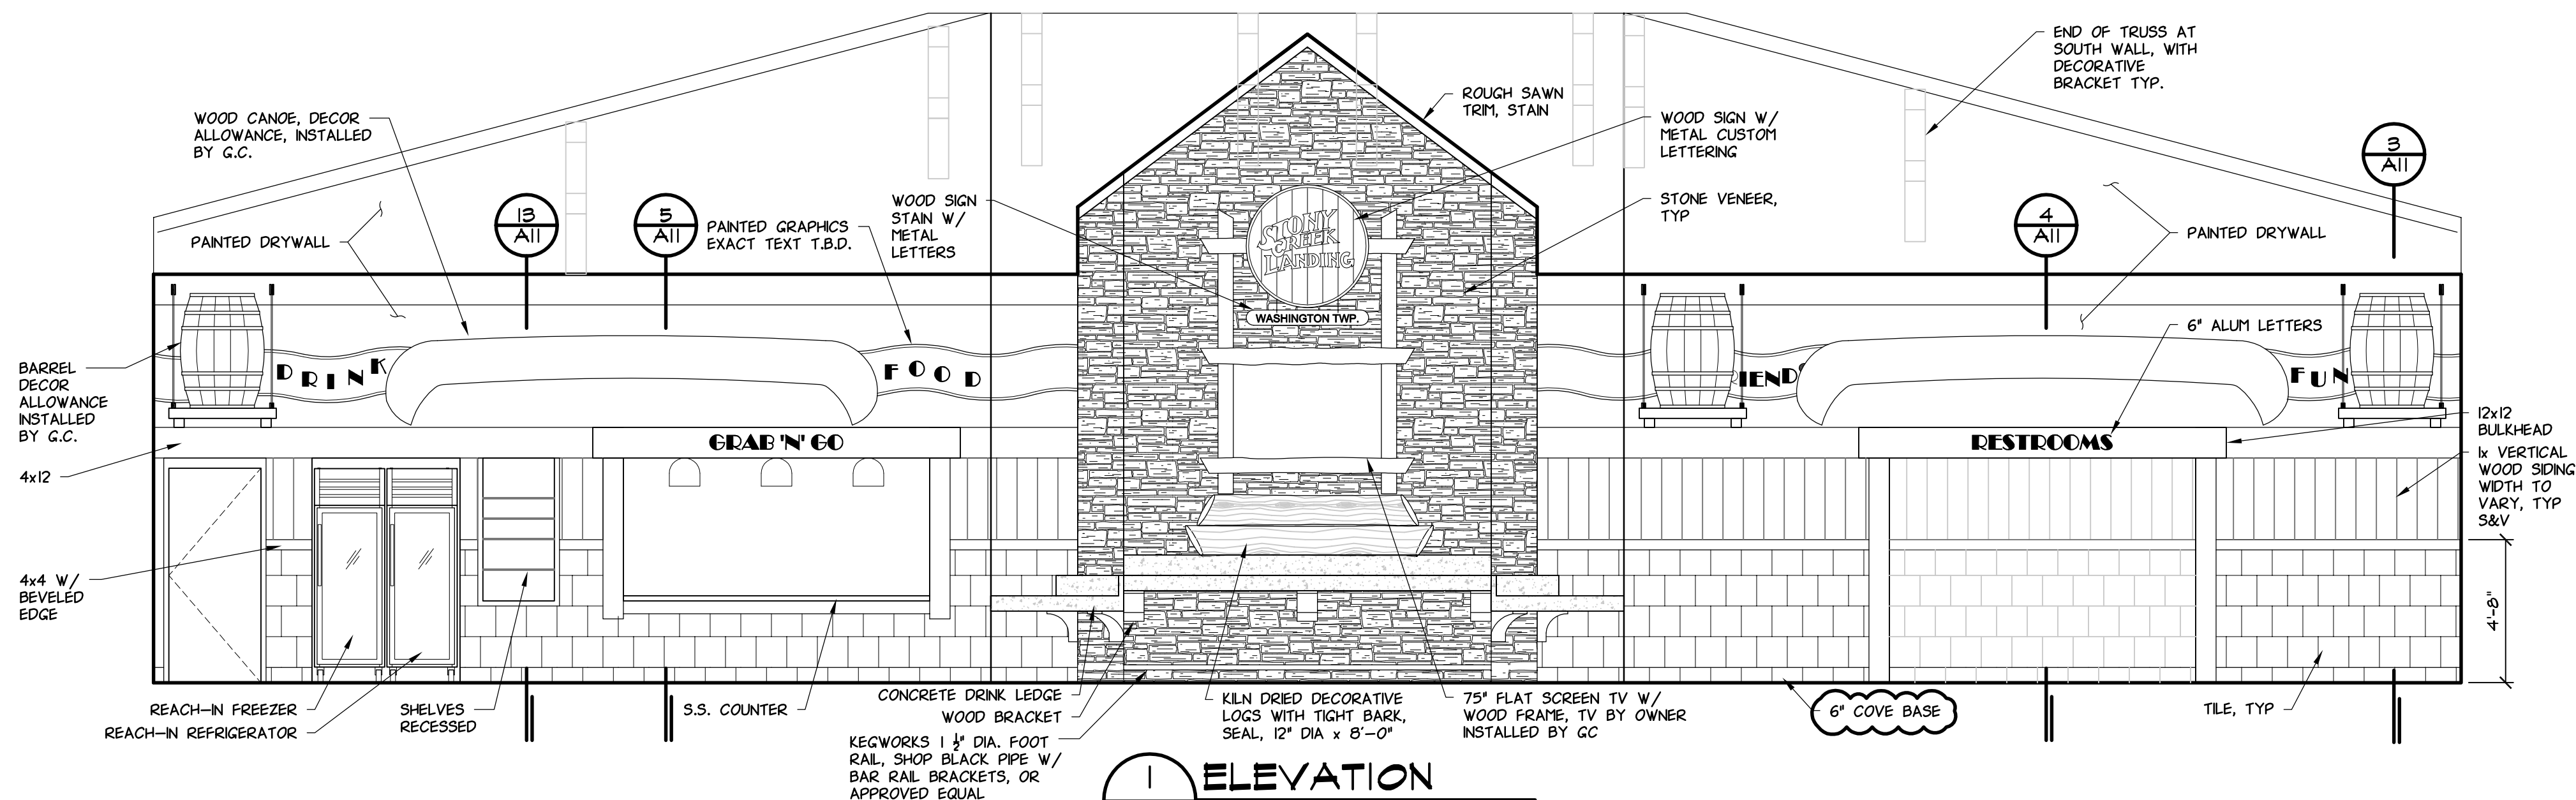 END OF TRUSS AT
SOUTH WALL, WITH
DECORATIVE
BRACKET TYP.
WOOD CANOE, DECOR
ALLOWANCE, INSTALLED
BY G.C.
ROUGH SAWN
TRIM, STAIN
WOOD SIGN W/
METAL CUSTOM
LETTERING
3
A11
PAINTED DRYWALL
13
A11
5
A11
PAINTED GRAPHICS
EXACT TEXT T.B.D.
WOOD SIGN
STAIN W/
METAL
LETTERS
STONE VENEER,
TYP
4
A11
PAINTED DRYWALL
STONY
CREEK
LANDING
WASHINGTON TWP.
6" ALUM LETTERS
BARREL
DECOR
ALLOWANCE
INSTALLED
BY G.C.
DRINK
FOOD
IEND
FUN
4x12
GRAB 'N' GO
RESTROOMS
12x12
BULKHEAD
1x VERTICAL
WOOD SIDING
WIDTH TO
VARY, TYP
S&V
4x4 W/
BEVELED
EDGE
4'-8"
REACH-IN FREEZER
REACH-IN REFRIGERATOR
SHELVES
RECESSED
S.S. COUNTER
CONCRETE DRINK LEDGE
WOOD BRACKET
KEGWORKS 1 ½" DIA. FOOT
RAIL, SHOP BLACK PIPE W/
BAR RAIL BRACKETS, OR
APPROVED EQUAL
KILN DRIED DECORATIVE
LOGS WITH TIGHT BARK,
SEAL, 12" DIA x 8'-0"
75" FLAT SCREEN TV W/
WOOD FRAME, TV BY OWNER
INSTALLED BY GC
6" COVE BASE
TILE, TYP
1 ELEVATION